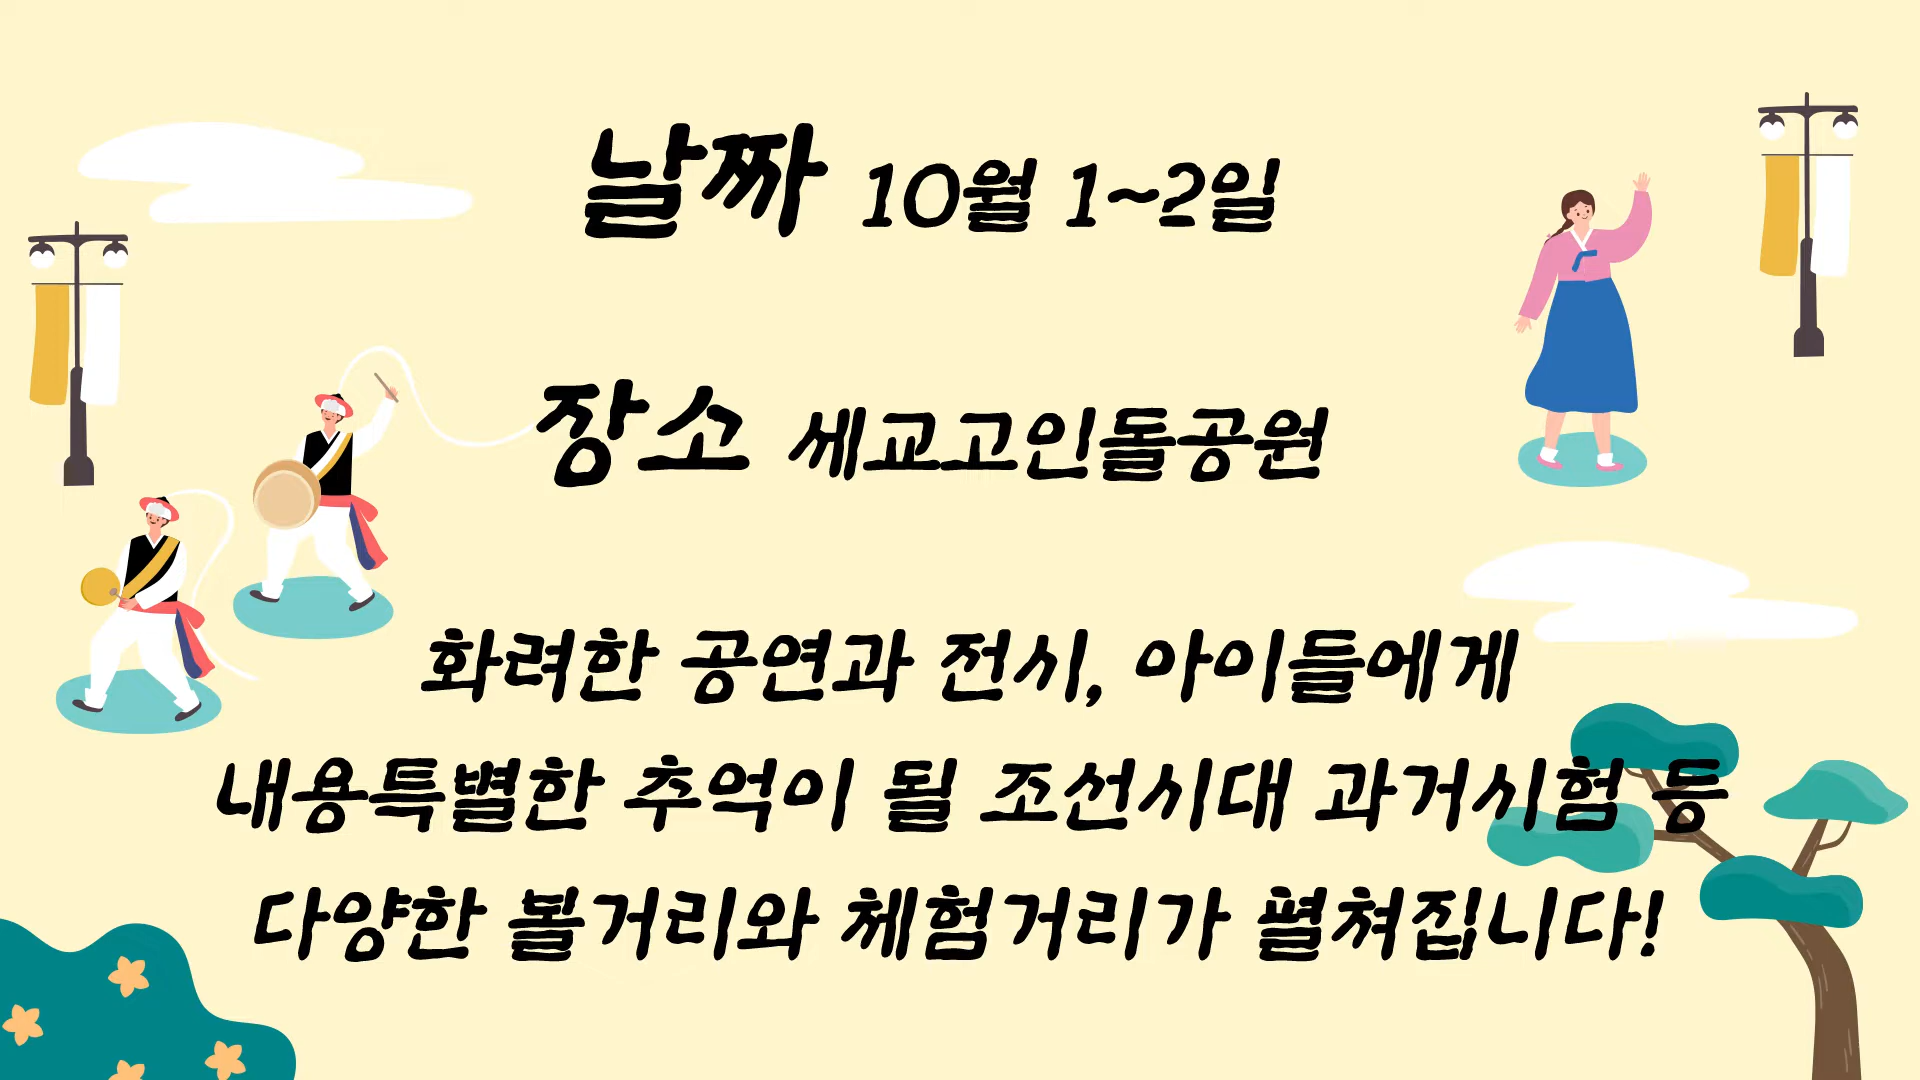 날짜 10월 1~2일
장소 세교고인돌공원
화려한 공연과 전시, 아이들에게
내용특별한 추억이 될 조선시대 과거시험 등
다양한 볼거리와 체험거리가 펼쳐집니다!